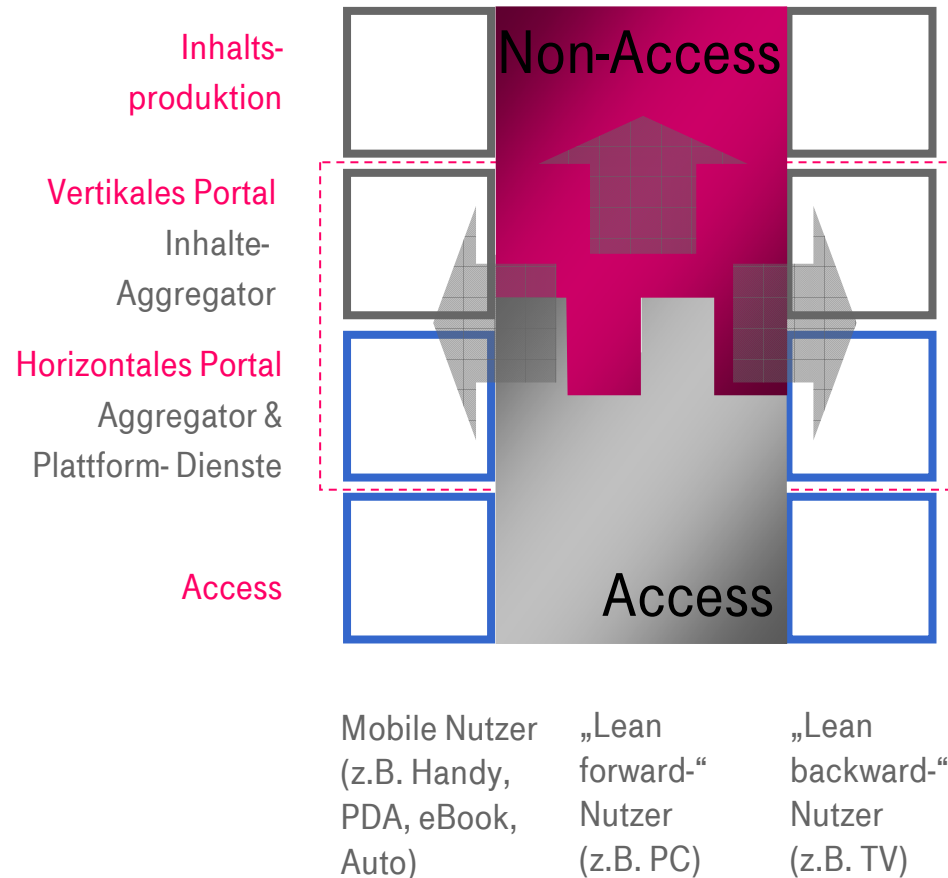 Non-Access
Inhalts-
produktion
Vertikales Portal
Inhalte-
Aggregator
Horizontales Portal
Aggregator &
Plattform- Dienste
Access
Access
Mobile Nutzer
(z.B. Handy,
PDA, eBook,
Auto)
„Lean
forward-“
Nutzer
(z.B. PC)
„Lean
backward-“
Nutzer
(z.B. TV)